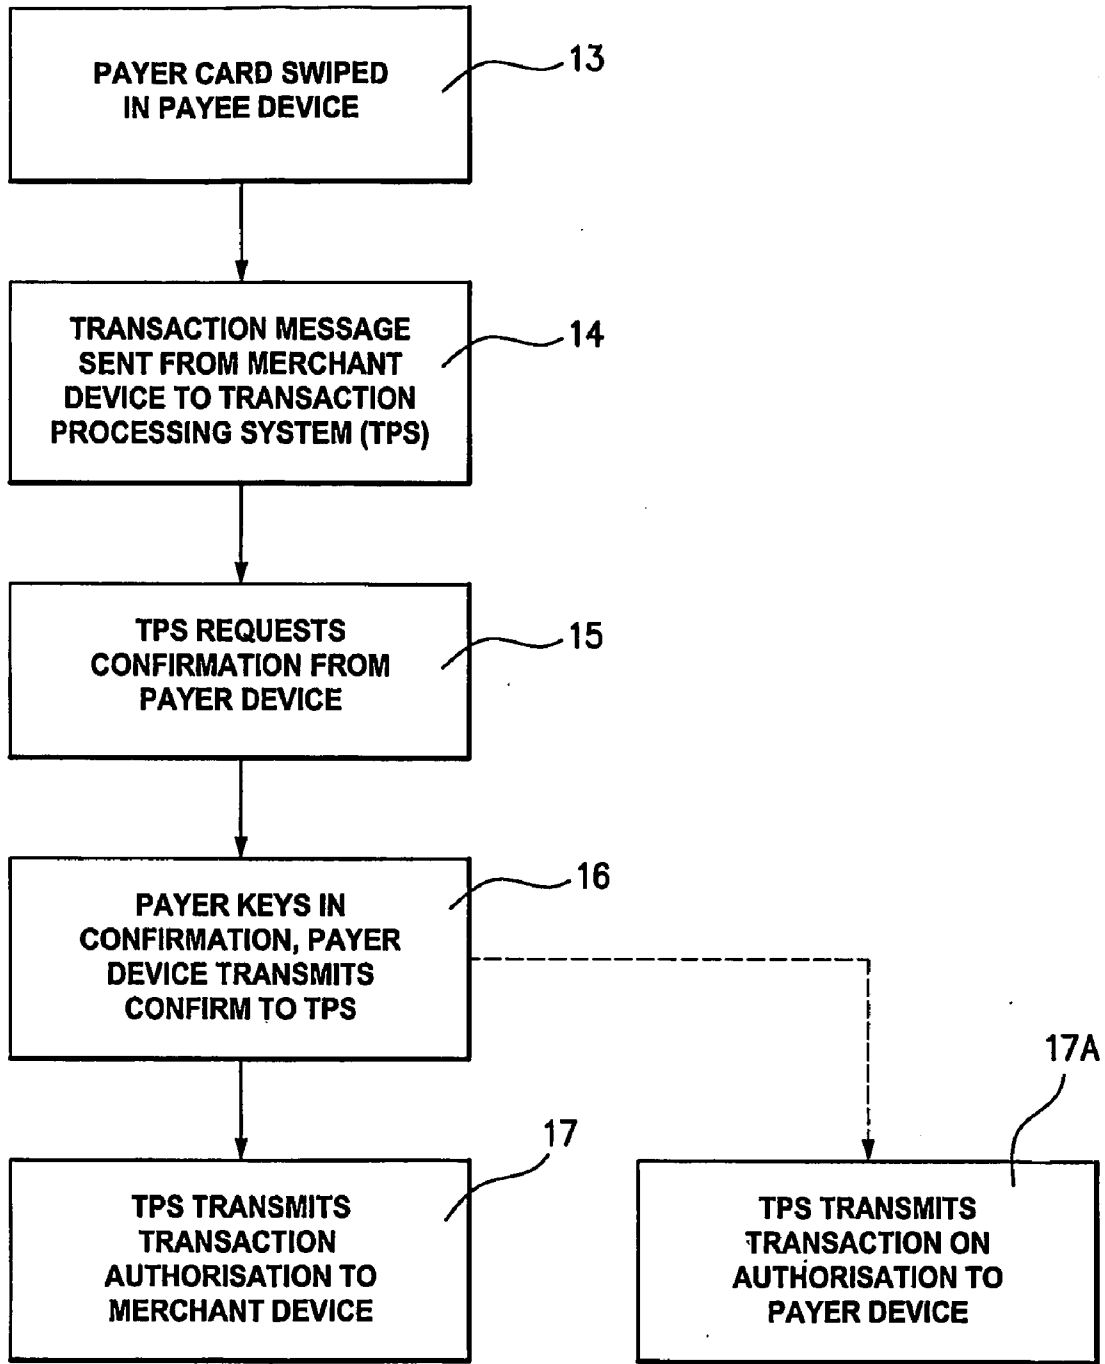 PAYER CARD SWIPED
IN PAYEE DEVICE
13
TRANSACTION MESSAGE
SENT FROM MERCHANT
DEVICE TO TRANSACTION
PROCESSING SYSTEM (TPS)
14
TPS REQUESTS
CONFIRMATION FROM
PAYER DEVICE
15
PAYER KEYS IN
CONFIRMATION, PAYER
DEVICE TRANSMITS
CONFIRM TO TPS
16
TPS TRANSMITS
TRANSACTION
AUTHORISATION TO
MERCHANT DEVICE
17
TPS TRANSMITS
TRANSACTION ON
AUTHORISATION TO
PAYER DEVICE
17A